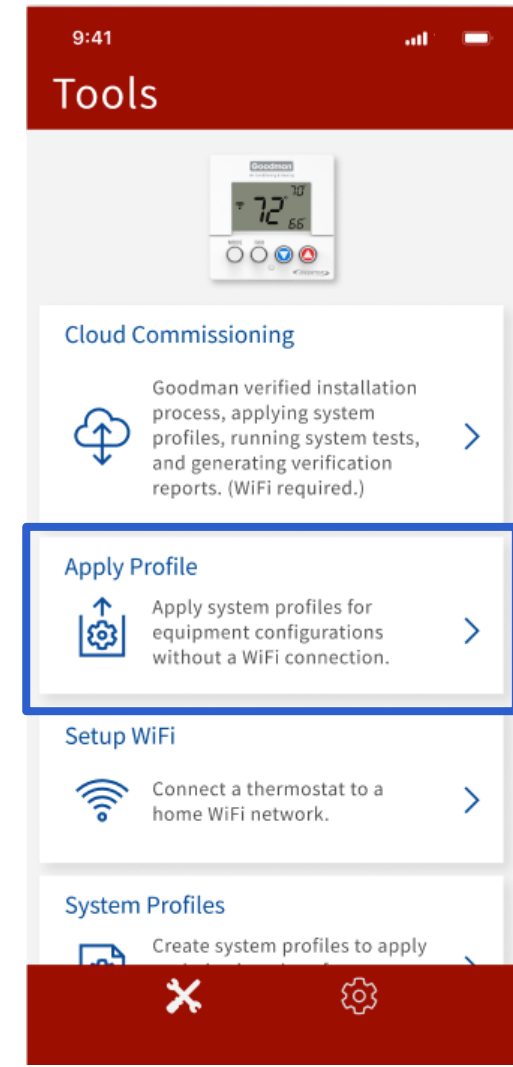 9:41
Tools
Goodman
72°
70
66
Cloud Commissioning
Goodman verified installation
process, applying system
profiles, running system tests,
and generating verification
reports. (WiFi required.)
Apply Profile
Apply system profiles for
equipment configurations
without a WiFi connection.
Setup WiFi
Connect a thermostat to a
home WiFi network.
System Profiles
Create system profiles to apply